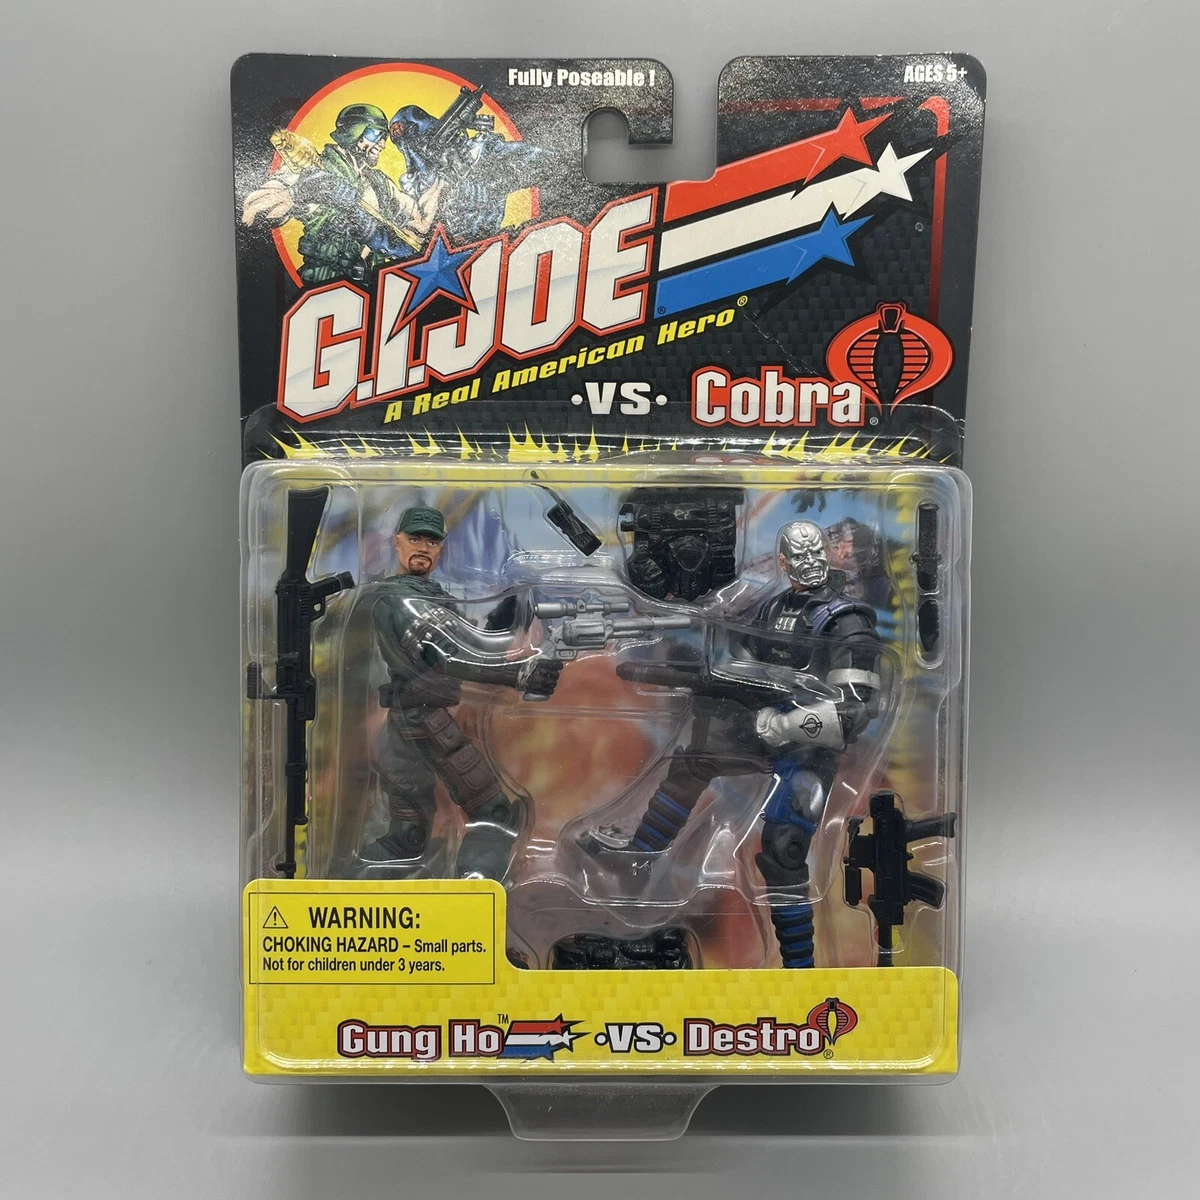 Fully Poseable !
AGES 5+
G.I.JOE®
A Real American Hero®
·VS· Cobra®
⚠ WARNING:
CHOKING HAZARD – Small parts.
Not for children under 3 years.
Gung Ho™ ·VS· Destro®